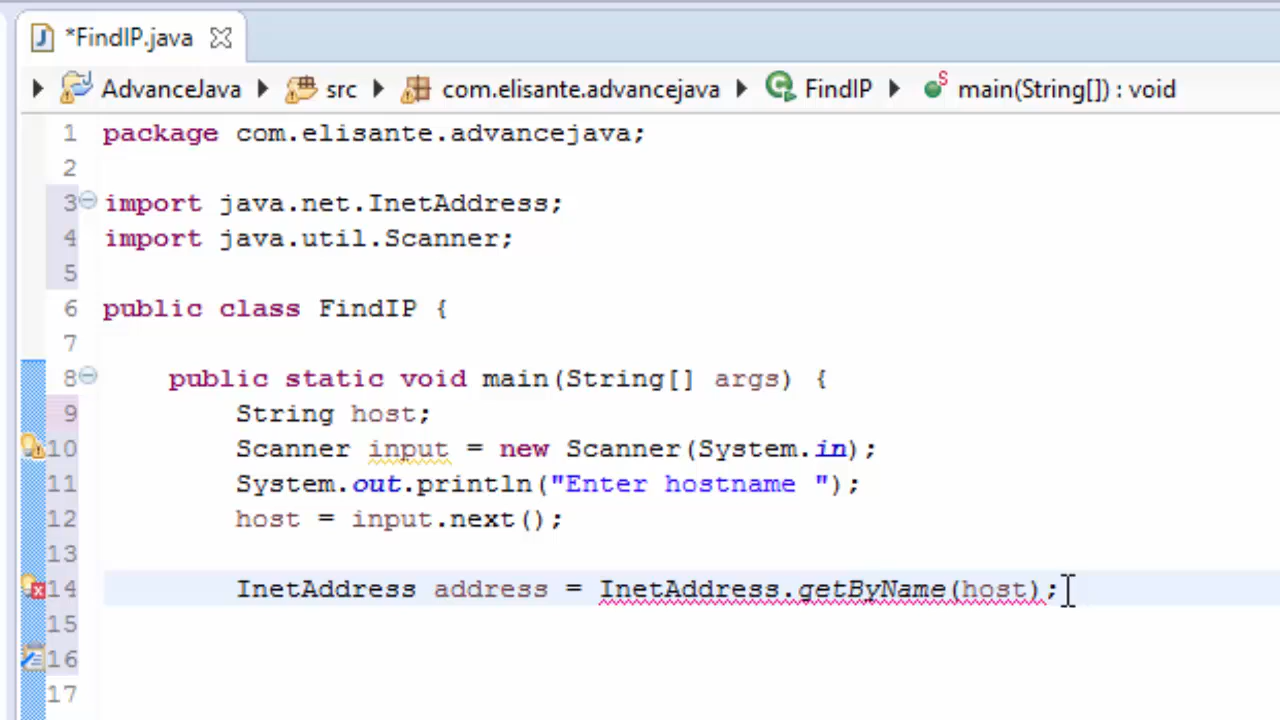 *FindIP.java
AdvanceJava src com.elisante.advancejava FindIP main(String[]) : void
1 package com.elisante.advancejava;
2
3 import java.net.InetAddress;
4 import java.util.Scanner;
5
6 public class FindIP {
7
8 public static void main(String[] args) {
9 String host;
10 Scanner input = new Scanner(System.in);
11 System.out.println("Enter hostname ");
12 host = input.next();
13
14 InetAddress address = InetAddress.getByName(host);
15
16
17